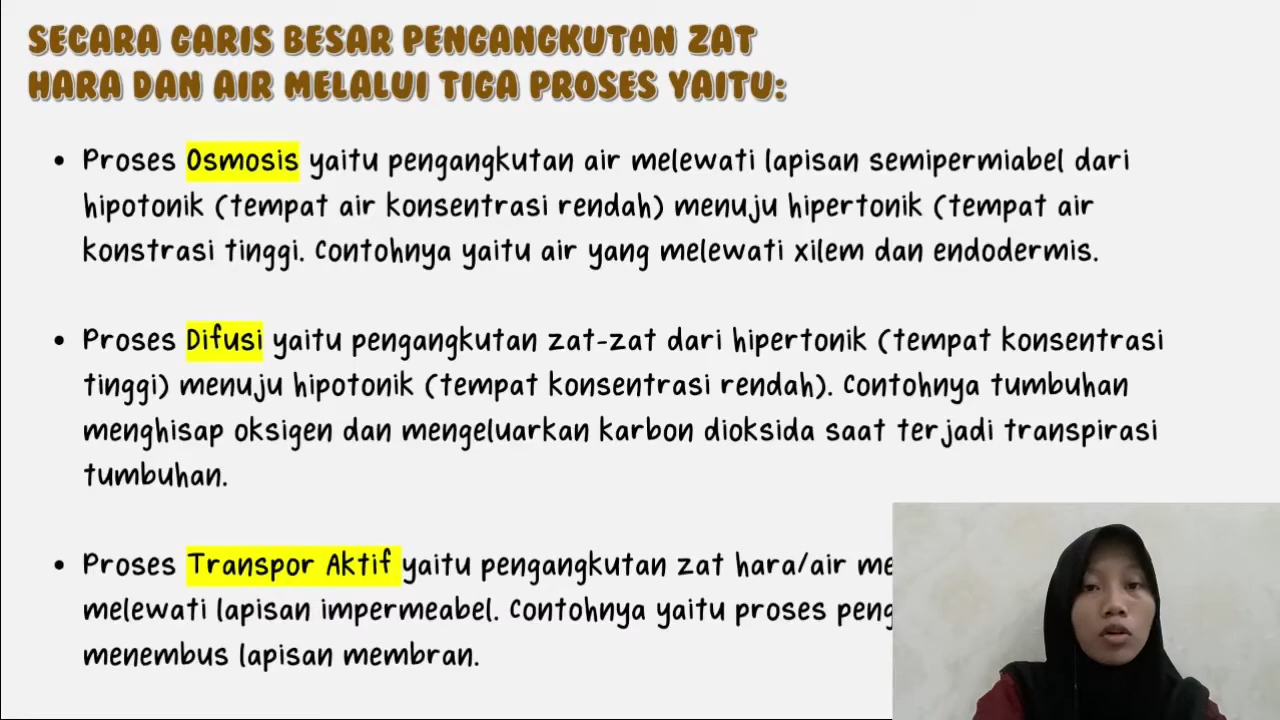 SECARA GARIS BESAR PENGANGKUTAN ZAT
HARA DAN AIR MELALUI TIGA PROSES YAITU:
• Proses Osmosis yaitu pengangkutan air melewati lapisan semipermiabel dari
hipotonik (tempat air konsentrasi rendah) menuju hipertonik (tempat air
konstrasi tinggi. Contohnya yaitu air yang melewati xilem dan endodermis.
• Proses Difusi yaitu pengangkutan zat-zat dari hipertonik (tempat konsentrasi
tinggi) menuju hipotonik (tempat konsentrasi rendah). Contohnya tumbuhan
menghisap oksigen dan mengeluarkan karbon dioksida saat terjadi transpirasi
tumbuhan.
• Proses Transpor Aktif yaitu pengangkutan zat hara/air
melewati lapisan impermeabel. Contohnya yaitu proses
menembus lapisan membran.